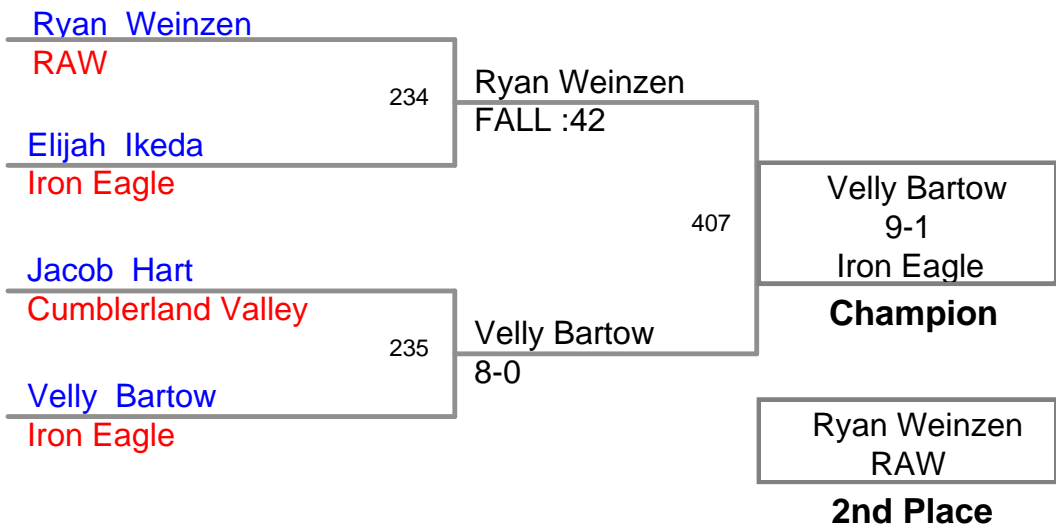 Ryan Weinzen
RAW
234
Elijah Ikeda
Iron Eagle
Ryan Weinzen
FALL :42
Jacob Hart
Cumblerland Valley
235
Velly Bartow
Iron Eagle
Velly Bartow
8-0
407
Velly Bartow
9-1
Iron Eagle
Champion
Ryan Weinzen
RAW
2nd Place